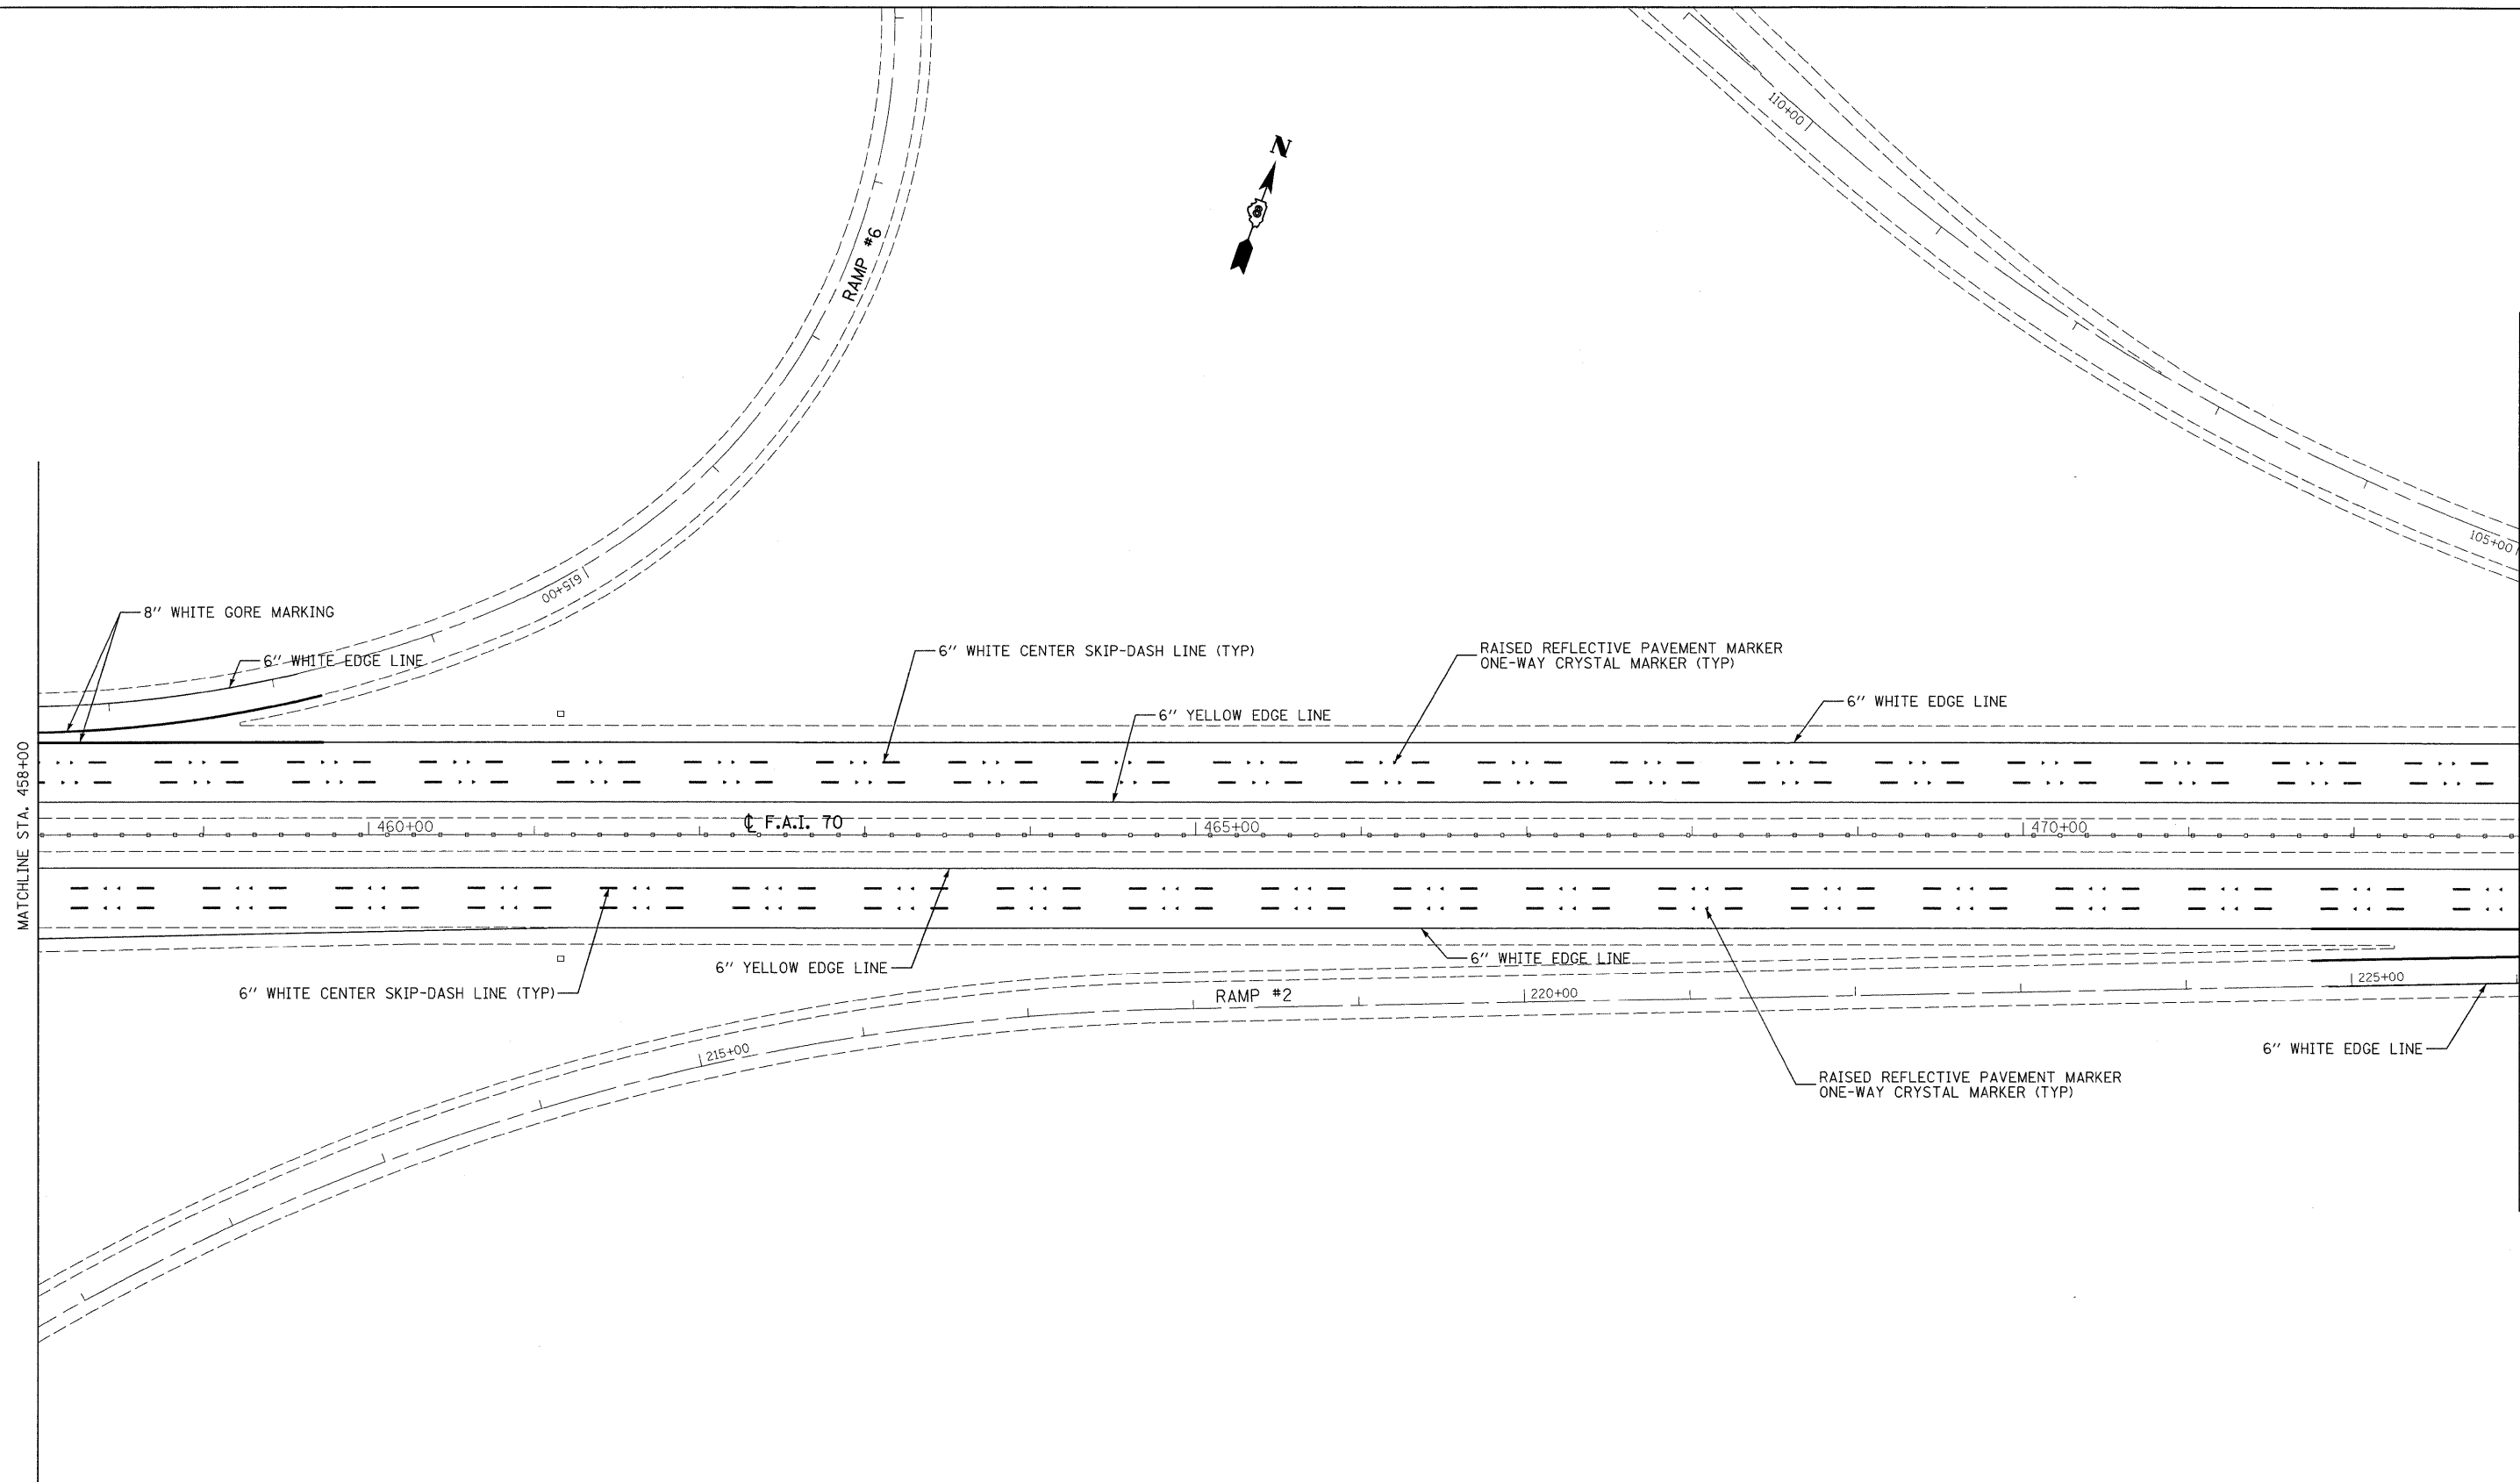 110+00
N
RAMP #6
105+00
615+00
8" WHITE GORE MARKING
6" WHITE EDGE LINE
6" WHITE CENTER SKIP-DASH LINE (TYP)
RAISED REFLECTIVE PAVEMENT MARKER
ONE-WAY CRYSTAL MARKER (TYP)
6" WHITE EDGE LINE
6" YELLOW EDGE LINE
MATCHLINE STA. 458+00
460+00
℄ F.A.I. 70
465+00
470+00
6" YELLOW EDGE LINE
6" WHITE EDGE LINE
6" WHITE CENTER SKIP-DASH LINE (TYP)
RAMP #2
220+00
225+00
215+00
6" WHITE EDGE LINE
RAISED REFLECTIVE PAVEMENT MARKER
ONE-WAY CRYSTAL MARKER (TYP)